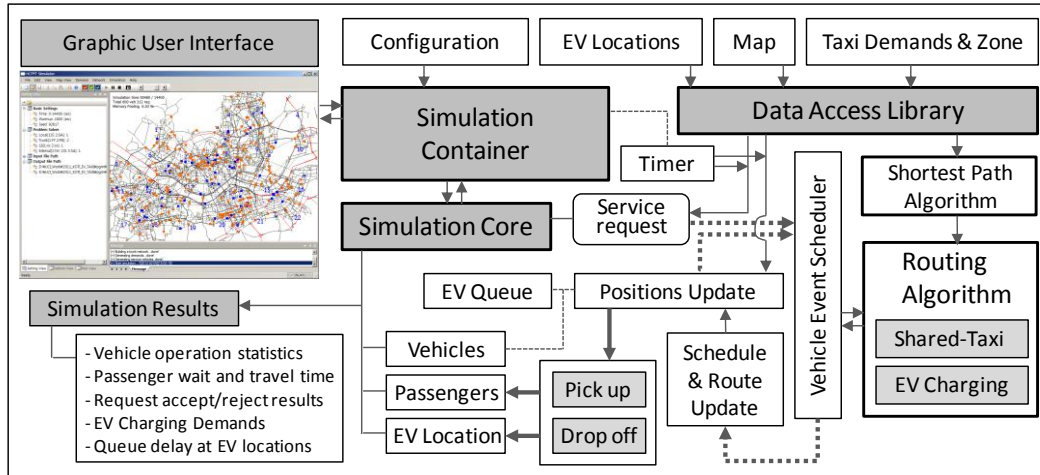 Graphic User Interface
Configuration
EV Locations
Map
Taxi Demands & Zone
Simulation
Container
Data Access Library
Timer
Vehicle Event Scheduler
Shortest Path
Algorithm
Simulation Core
Service
request
Routing
Algorithm
Shared-Taxi
EV Charging
EV Queue
Positions Update
Simulation Results
- Vehicle operation statistics
- Passenger wait and travel time
- Request accept/reject results
- EV Charging Demands
- Queue delay at EV locations
Vehicles
Passengers
EV Location
Pick up
Drop off
Schedule
& Route
Update